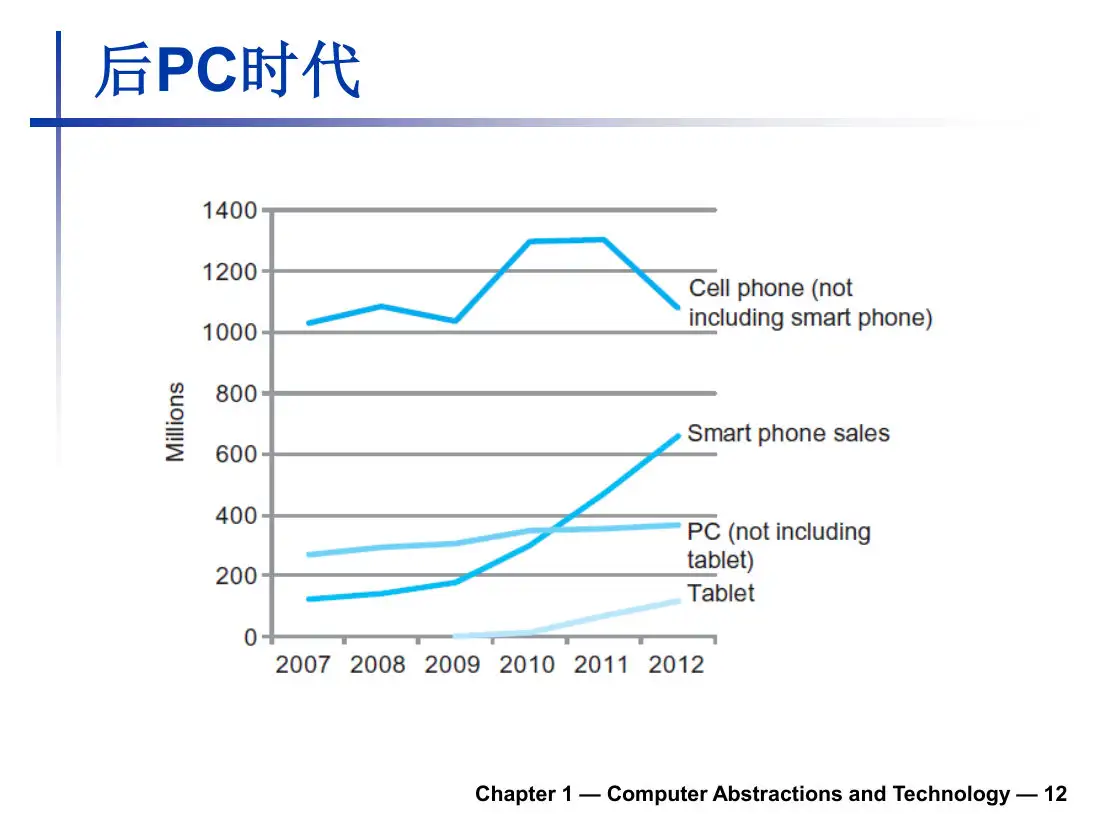 后PC时代
1400
1200
1000
800
600
400
200
0
Millions
Cell phone (not
including smart phone)
Smart phone sales
PC (not including
tablet)
Tablet
2007 2008 2009 2010 2011 2012
Chapter 1 — Computer Abstractions and Technology — 12